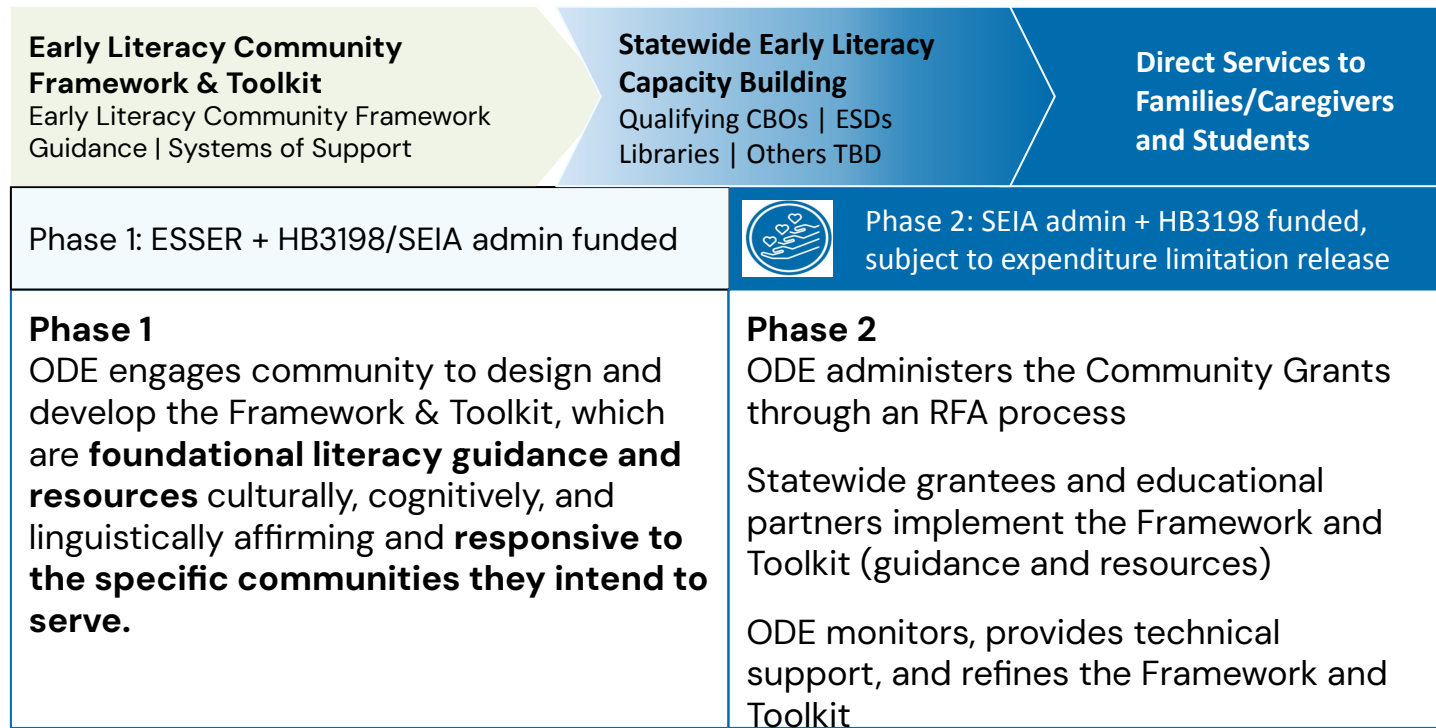 Early Literacy Community
Framework & Toolkit
Early Literacy Community Framework
Guidance | Systems of Support
Statewide Early Literacy
Capacity Building
Qualifying CBOs | ESDs
Libraries | Others TBD
Direct Services to
Families/Caregivers
and Students
Phase 1: ESSER + HB3198/SEIA admin funded
Phase 2: SEIA admin + HB3198 funded,
subject to expenditure limitation release
Phase 1
ODE engages community to design and
develop the Framework & Toolkit, which
are foundational literacy guidance and
resources culturally, cognitively, and
linguistically affirming and responsive to
the specific communities they intend to
serve.
Phase 2
ODE administers the Community Grants
through an RFA process
Statewide grantees and educational
partners implement the Framework and
Toolkit (guidance and resources)
ODE monitors, provides technical
support, and refines the Framework and
Toolkit